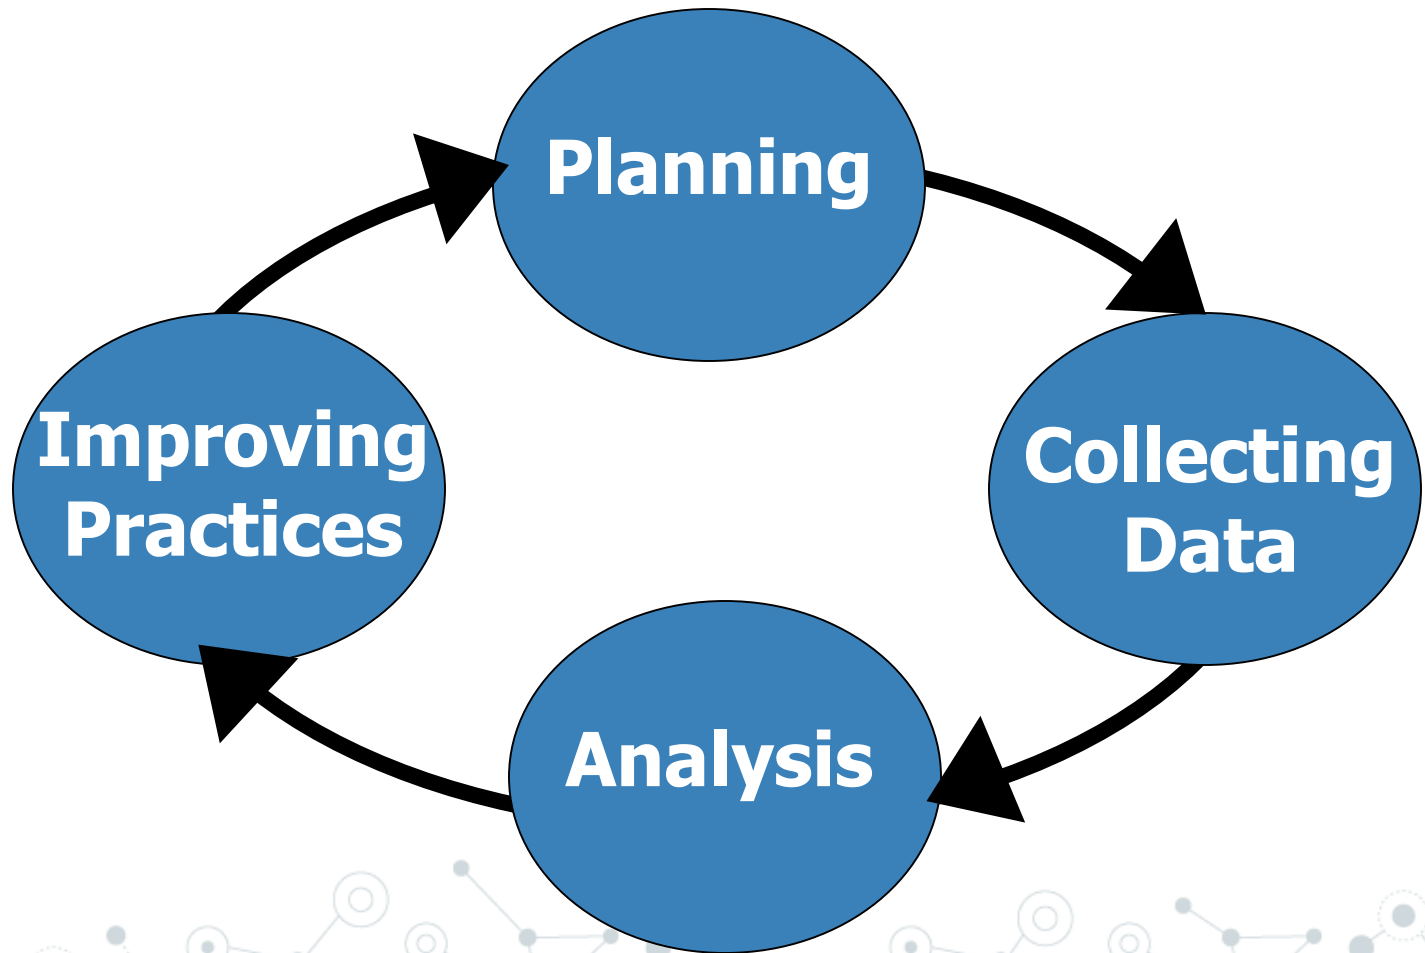 Planning
Improving
Practices
Collecting
Data
Analysis